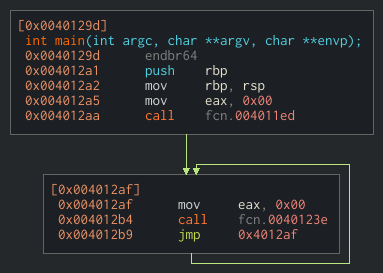 [0x0040129d]
int main(int argc, char **argv, char **envp);
0x0040129d endbr64
0x004012a1 push rbp
0x004012a2 mov rbp, rsp
0x004012a5 mov eax, 0x00
0x004012aa call fcn.004011ed
[0x004012af]
0x004012af mov eax, 0x00
0x004012b4 call fcn.0040123e
0x004012b9 jmp 0x4012af